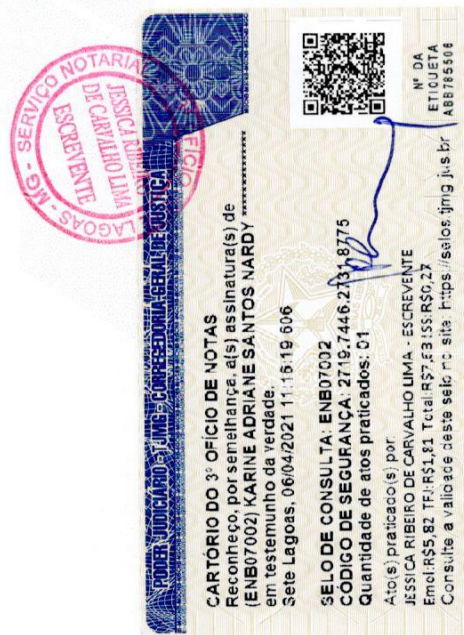 PODER JUDICIÁRIO - TJMG - CORREGEDORIA-GERAL DE JUSTIÇA
CARTÓRIO DO 3º OFÍCIO DE NOTAS
Reconheço, por semelhança, a(s) assinatura(s) de
(ENB07002) KARINE ADRIANE SANTOS NARDY
em testemunho da verdade.
Sete Lagoas, 06/04/2021 11:16:19 606
SELO DE CONSULTA: ENB07002
CÓDIGO DE SEGURANÇA: 2719.7446.2731.8775
Quantidade de atos praticados: 01
Ato(s) praticado(s) por:
JESSICA RIBEIRO DE CARVALHO LIMA - ESCREVENTE
Emol:R$5,82 TFJ:R$1,81 Total:R$7,63 ISS:R$0,27
Consulte a validade deste selo no site: https://selos.tjmg.jus.br
Nº DA
ETIQUETA
ABB785506
SERVIÇO NOTARIA
OFÍCIO
LAGOAS - MG
JESSICA RIBEI
DE CARVILHO LIMA
ESCREVENTE